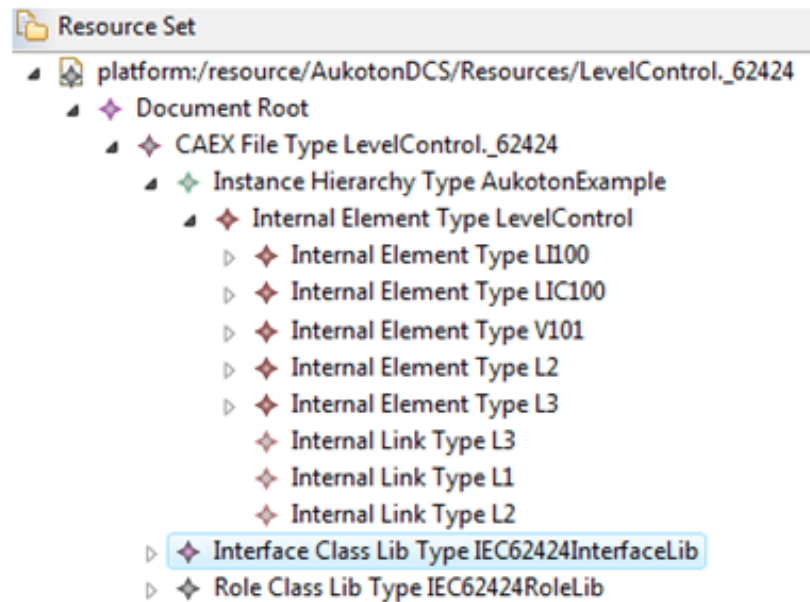 Resource Set
platform:/resource/AukotonDCS/Resources/LevelControl._62424
Document Root
CAEX File Type LevelControl._62424
Instance Hierarchy Type AukotonExample
Internal Element Type LevelControl
Internal Element Type LI100
Internal Element Type LIC100
Internal Element Type V101
Internal Element Type L2
Internal Element Type L3
Internal Link Type L3
Internal Link Type L1
Internal Link Type L2
Interface Class Lib Type IEC62424InterfaceLib
Role Class Lib Type IEC62424RoleLib